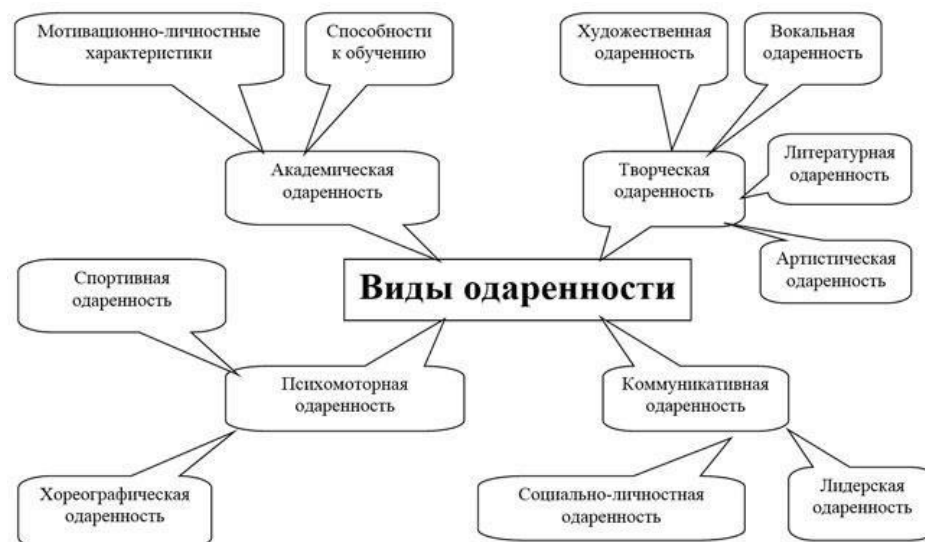 Мотивационно-личностные
характеристики
Способности
к обучению
Художественная
одаренность
Вокальная
одаренность
Академическая
одаренность
Творческая
одаренность
Литературная
одаренность
Артистическая
одаренность
Виды одаренности
Спортивная
одаренность
Психомоторная
одаренность
Коммуникативная
одаренность
Хореографическая
одаренность
Социально-личностная
одаренность
Лидерская
одаренность